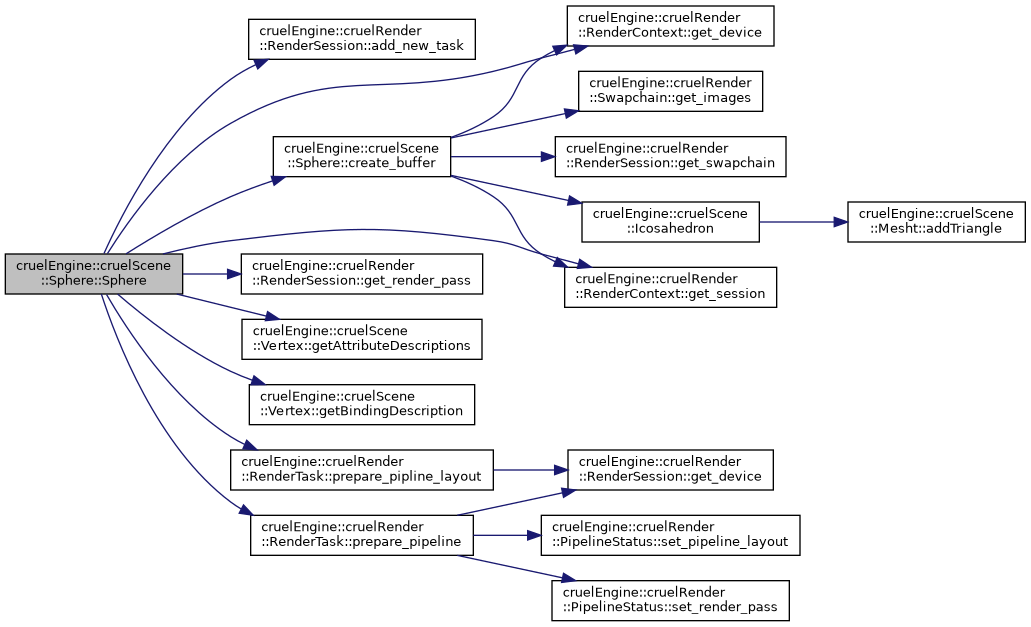 cruelEngine::cruelScene
::Sphere::Sphere
cruelEngine::cruelRender
::RenderSession::add_new_task
cruelEngine::cruelScene
::Sphere::create_buffer
cruelEngine::cruelRender
::RenderSession::get_render_pass
cruelEngine::cruelScene
::Vertex::getAttributeDescriptions
cruelEngine::cruelScene
::Vertex::getBindingDescription
cruelEngine::cruelRender
::RenderTask::prepare_pipline_layout
cruelEngine::cruelRender
::RenderTask::prepare_pipeline
cruelEngine::cruelRender
::RenderContext::get_device
cruelEngine::cruelRender
::Swapchain::get_images
cruelEngine::cruelRender
::RenderSession::get_swapchain
cruelEngine::cruelScene
::Icosahedron
cruelEngine::cruelRender
::RenderContext::get_session
cruelEngine::cruelRender
::RenderSession::get_device
cruelEngine::cruelRender
::PipelineStatus::set_pipeline_layout
cruelEngine::cruelRender
::PipelineStatus::set_render_pass
cruelEngine::cruelScene
::Mesht::addTriangle